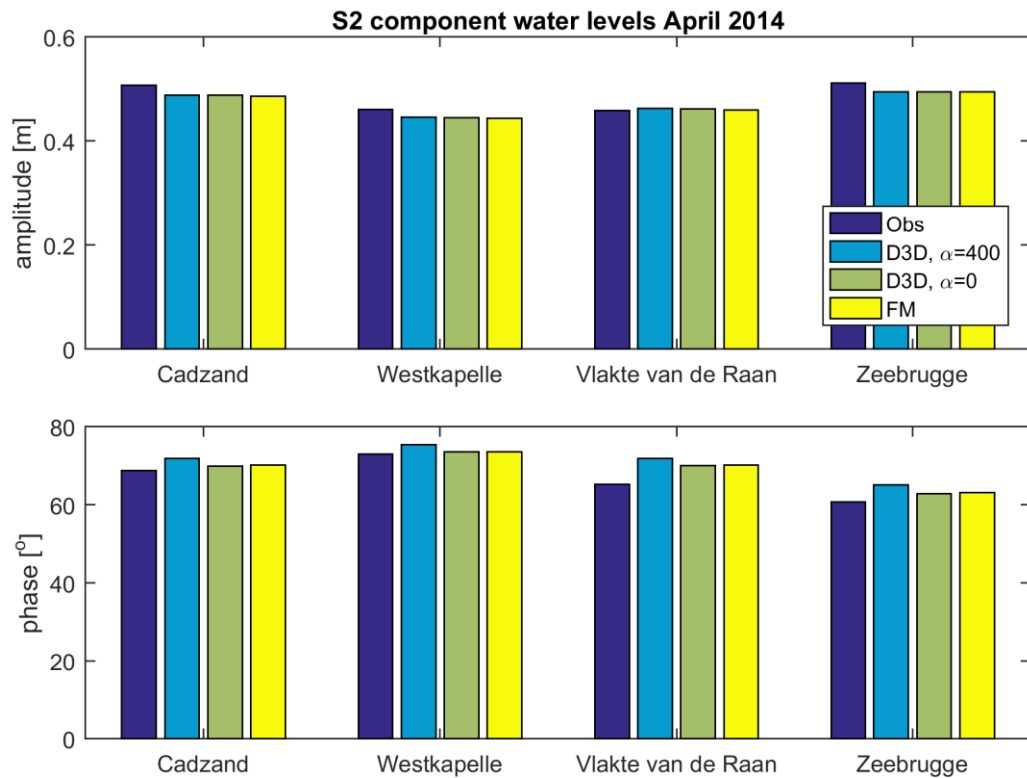 S2 component water levels April 2014
0.6
0.4
0.2
0
amplitude [m]
Obs
D3D, α=400
D3D, α=0
FM
Cadzand Westkapelle Vlakte van de Raan Zeebrugge
80
60
40
20
0
phase [°]
Cadzand Westkapelle Vlakte van de Raan Zeebrugge